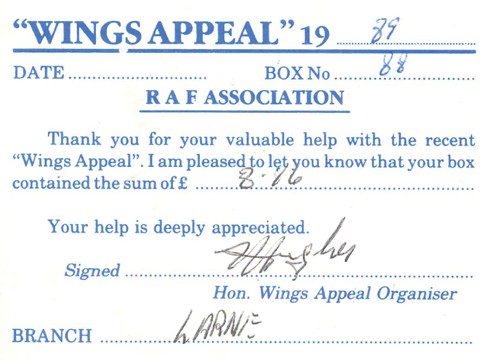 “WINGS APPEAL” 19 89
DATE .............................. BOX No 88
R A F ASSOCIATION
Thank you for your valuable help with the recent
“Wings Appeal”. I am pleased to let you know that your box
contained the sum of £ 8.16
Your help is deeply appreciated.
Signed Hughes
Hon. Wings Appeal Organiser
BRANCH LARNE